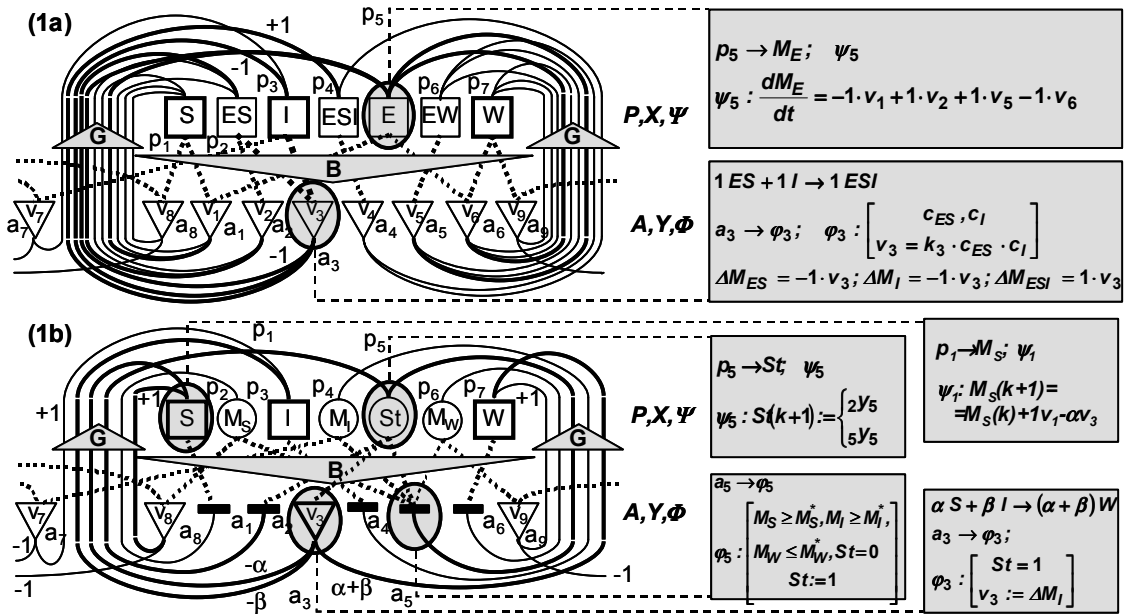 (1a)
+1
p5
-1
p3
p4
p6
p7
S ES I ESI E EW W
P,X,Ψ
G
G
p1 p2
B
v7 v8 v1 v2 v3 v4 v5 v6 v9
a7 a8 a1 a2 a4 a5 a6 a9
A,Y,Φ
-1
a3
p5 → ME; ψ5
ψ5 : dME/dt = −1· v1 +1· v2 +1· v5 −1· v6
1 ES + 1 I → 1 ESI
a3 → φ3; φ3 : [ cES , cI
v3 = k3 · cES · cI ]
ΔMES = −1· v3 ; ΔMI = −1· v3 ; ΔMESI = 1· v3
(1b)
p1
p5
+1 +1 p2 p3 p4 p6 p7 +1
S MS I MI St MW W
P,X,Ψ
G
G
B
v7 v8 v3 v9
a7 a8 a1 a2 a4 a6 a9
A,Y,Φ
-1
-1
-α
-β
a3
α+β
a5
-1
p5 → St; ψ5
ψ5 : St(k+1) := { 2y5
5y5
p1→MS; ψ1
ψ1: MS(k+1)=
=MS(k)+1v1-αv3
a5 → φ5
φ5 : [ MS ≥ MS*, MI ≥ MI*,
MW ≤ MW*, St=0
St:=1 ]
α S + β I → (α + β) W
a3 → φ3;
φ3 : [ St = 1
v3 := ΔMI ]